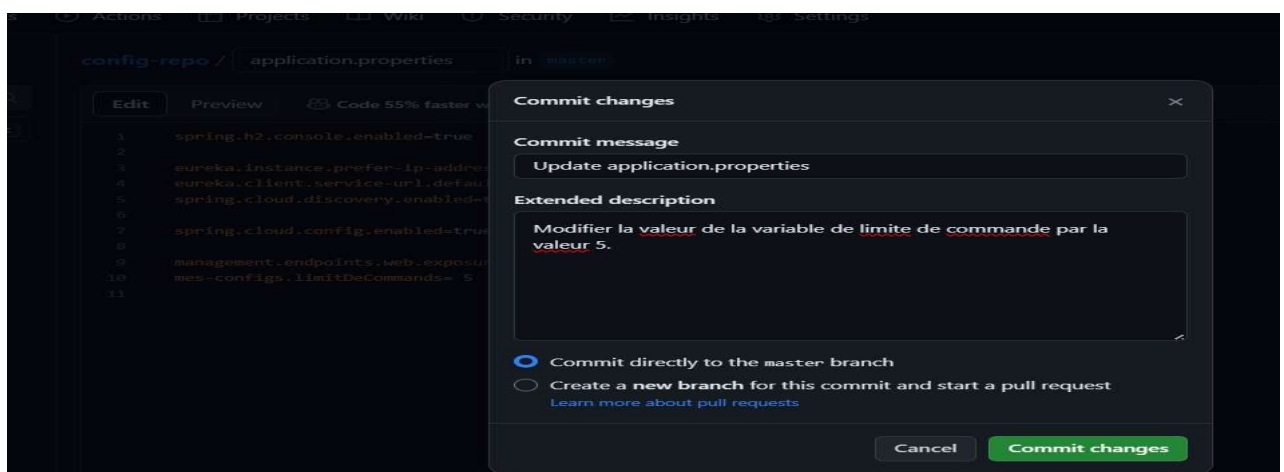 Actions Projects Wiki Security Insights Settings
config-repo / application.properties in master
Edit Preview Code 55% faster w
Commit changes
Commit message
Update application.properties
Extended description
Modifier la valeur de la variable de limite de commande par la
valeur 5.
Commit directly to the master branch
Create a new branch for this commit and start a pull request
Learn more about pull requests
Cancel Commit changes
1 spring.h2.console.enabled=true
2
3 eureka.instance.prefer-ip-addre
4 eureka.client.service-url.defaul
5 spring.cloud.discovery.enabled=
6
7 spring.cloud.config.enabled=true
8
9 management.endpoints.web.exposu
10 mes-configs.limitDeCommands= 5
11